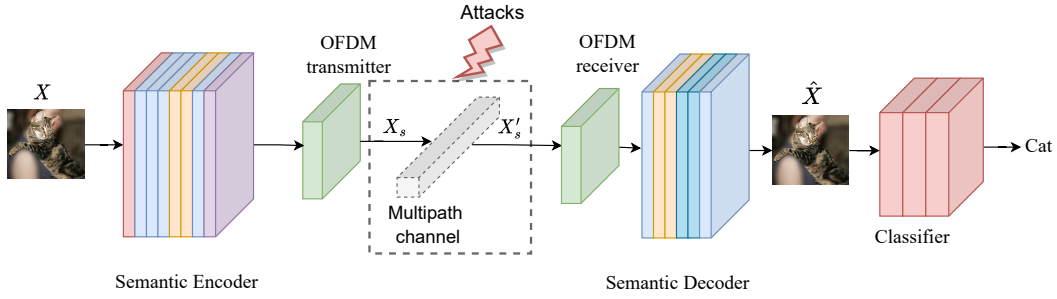 Attacks
OFDM
transmitter
OFDM
receiver
X
X_s
X'_s
X̂
Cat
Multipath
channel
Classifier
Semantic Encoder
Semantic Decoder